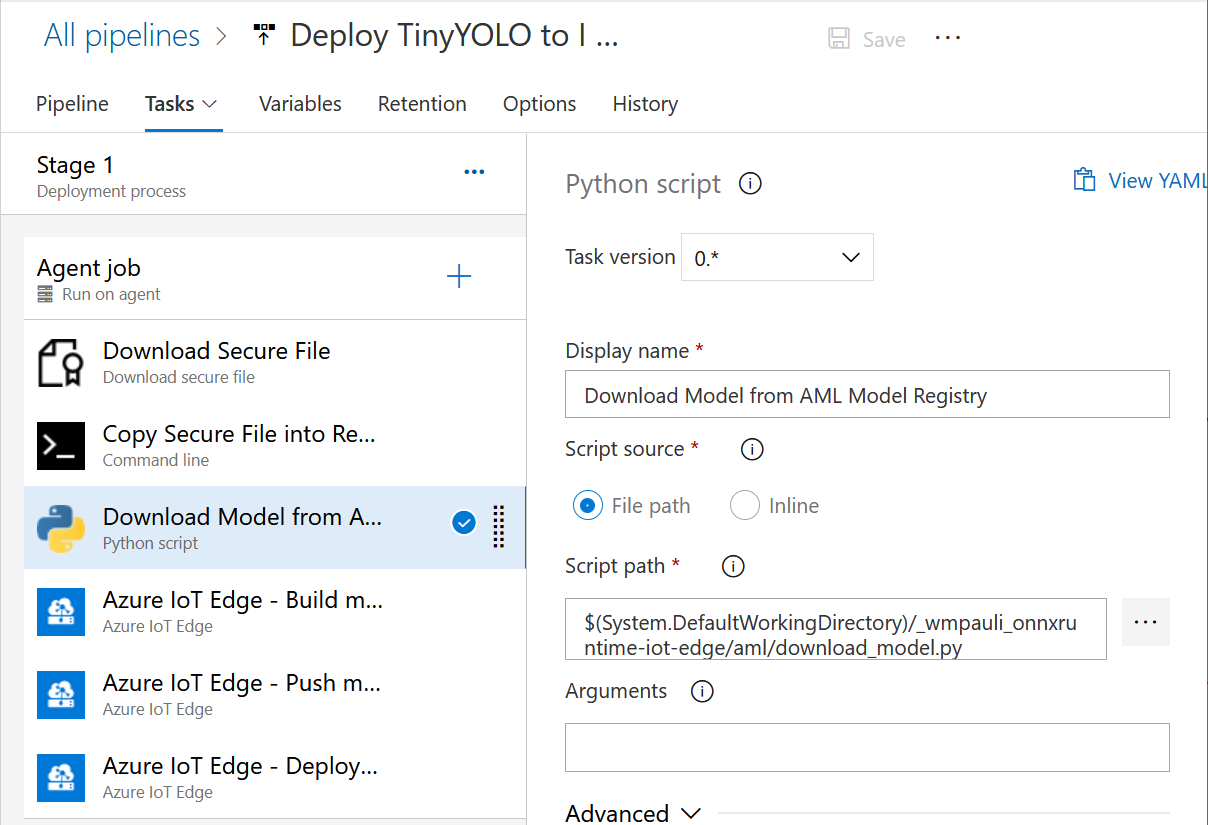 All pipelines > Deploy TinyYOLO to I ...
Save ...
Pipeline Tasks Variables Retention Options History
Stage 1
Deployment process
...
Agent job
Run on agent
Download Secure File
Download secure file
Copy Secure File into Re...
Command line
Download Model from A...
Python script
Azure IoT Edge - Build m...
Azure IoT Edge
Azure IoT Edge - Push m...
Azure IoT Edge
Azure IoT Edge - Deploy...
Azure IoT Edge
Python script
View YAML
Task version 0.*
Display name *
Download Model from AML Model Registry
Script source *
File path Inline
Script path *
$(System.DefaultWorkingDirectory)/_wmpauli_onnxru
ntime-iot-edge/aml/download_model.py
...
Arguments
Advanced